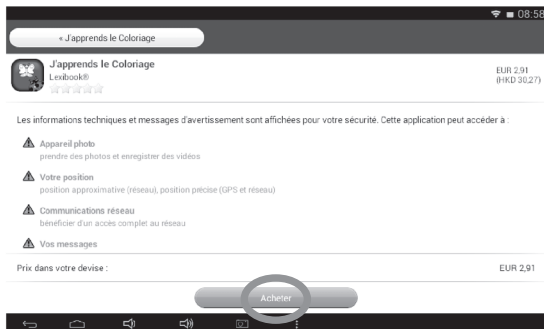 08:58
« J'apprends le Coloriage
J'apprends le Coloriage
Lexibook®
EUR 2,91
(HKD 30,27)
Les informations techniques et messages d'avertissement sont affichées pour votre sécurité. Cette application peut accéder à :
Appareil photo
prendre des photos et enregistrer des vidéos
Votre position
position approximative (réseau), position précise (GPS et réseau)
Communications réseau
bénéficier d'un accès complet au réseau
Vos messages
Prix dans votre devise :
EUR 2,91
Acheter